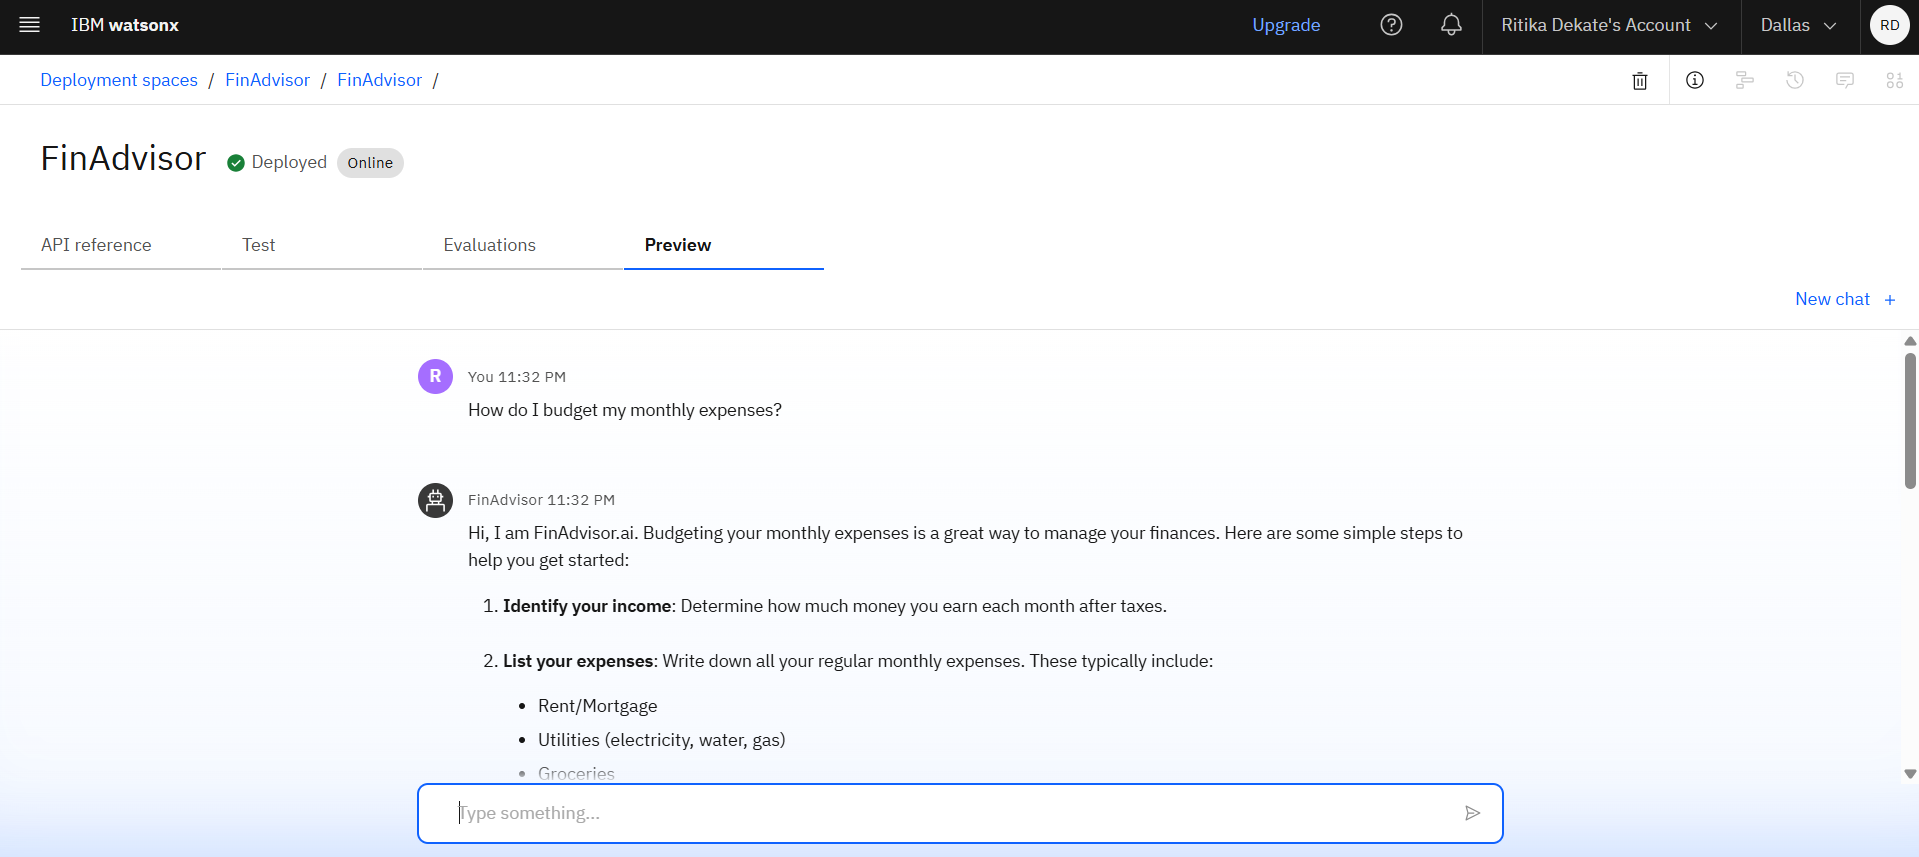 IBM watsonx
Upgrade
Ritika Dekate's Account
Dallas
RD
Deployment spaces / FinAdvisor / FinAdvisor /
FinAdvisor
Deployed
Online
API reference
Test
Evaluations
Preview
New chat +
R
You 11:32 PM
How do I budget my monthly expenses?
FinAdvisor 11:32 PM
Hi, I am FinAdvisor.ai. Budgeting your monthly expenses is a great way to manage your finances. Here are some simple steps to
help you get started:
1. Identify your income: Determine how much money you earn each month after taxes.
2. List your expenses: Write down all your regular monthly expenses. These typically include:
• Rent/Mortgage
• Utilities (electricity, water, gas)
• Groceries
Type something...